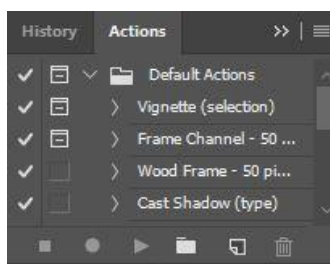 History Actions
Default Actions
Vignette (selection)
Frame Channel - 50 ...
Wood Frame - 50 pi...
Cast Shadow (type)